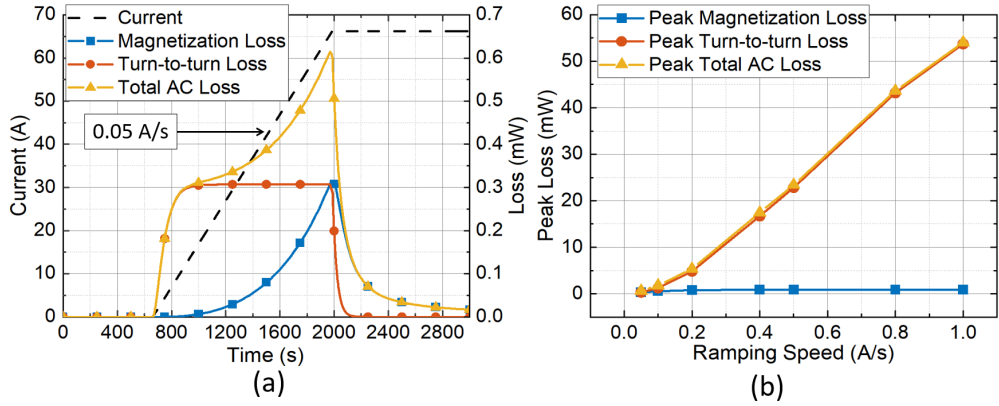 Current
Magnetization Loss
Turn-to-turn Loss
Total AC Loss
0.05 A/s
70
60
50
40
30
20
10
0
Current (A)
0.7
0.6
0.5
0.4
0.3
0.2
0.1
0.0
Loss (mW)
0 400 800 1200 1600 2000 2400 2800
Time (s)
(a)
Peak Magnetization Loss
Peak Turn-to-turn Loss
Peak Total AC Loss
60
50
40
30
20
10
0
Peak Loss (mW)
0.0 0.2 0.4 0.6 0.8 1.0
Ramping Speed (A/s)
(b)